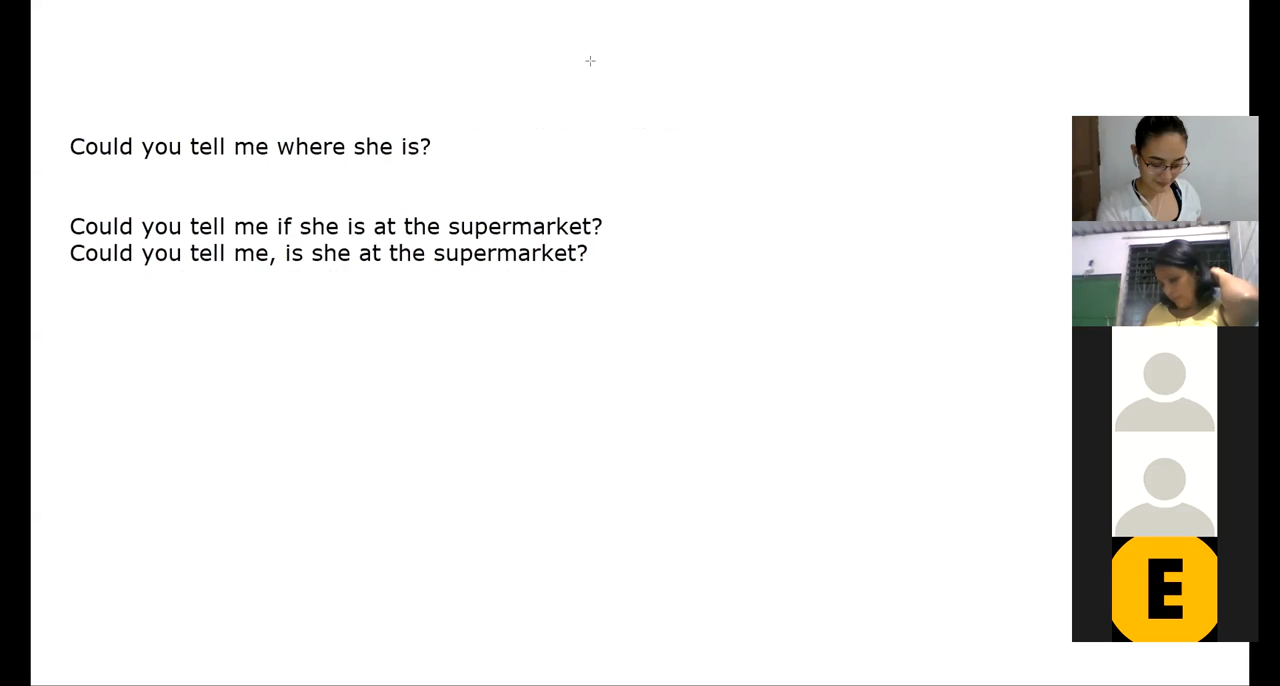 Could you tell me where she is?
Could you tell me if she is at the supermarket?
Could you tell me, is she at the supermarket?
E